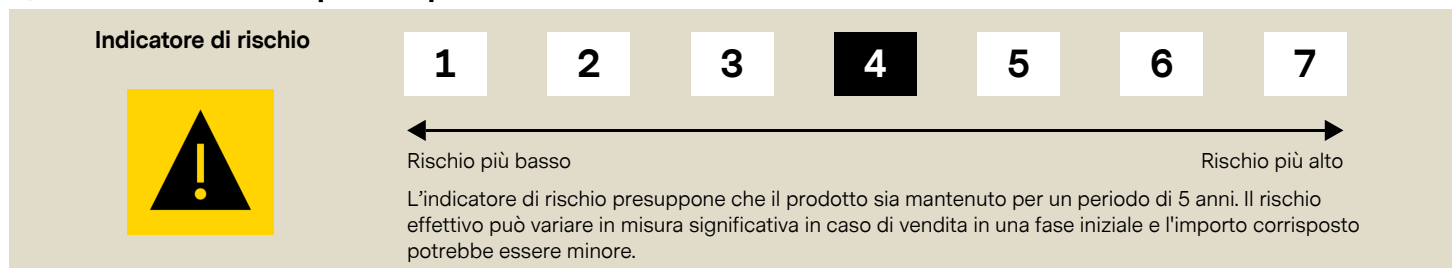 Indicatore di rischio
1 2 3 4 5 6 7
Rischio più basso Rischio più alto
L'indicatore di rischio presuppone che il prodotto sia mantenuto per un periodo di 5 anni. Il rischio
effettivo può variare in misura significativa in caso di vendita in una fase iniziale e l'importo corrisposto
potrebbe essere minore.